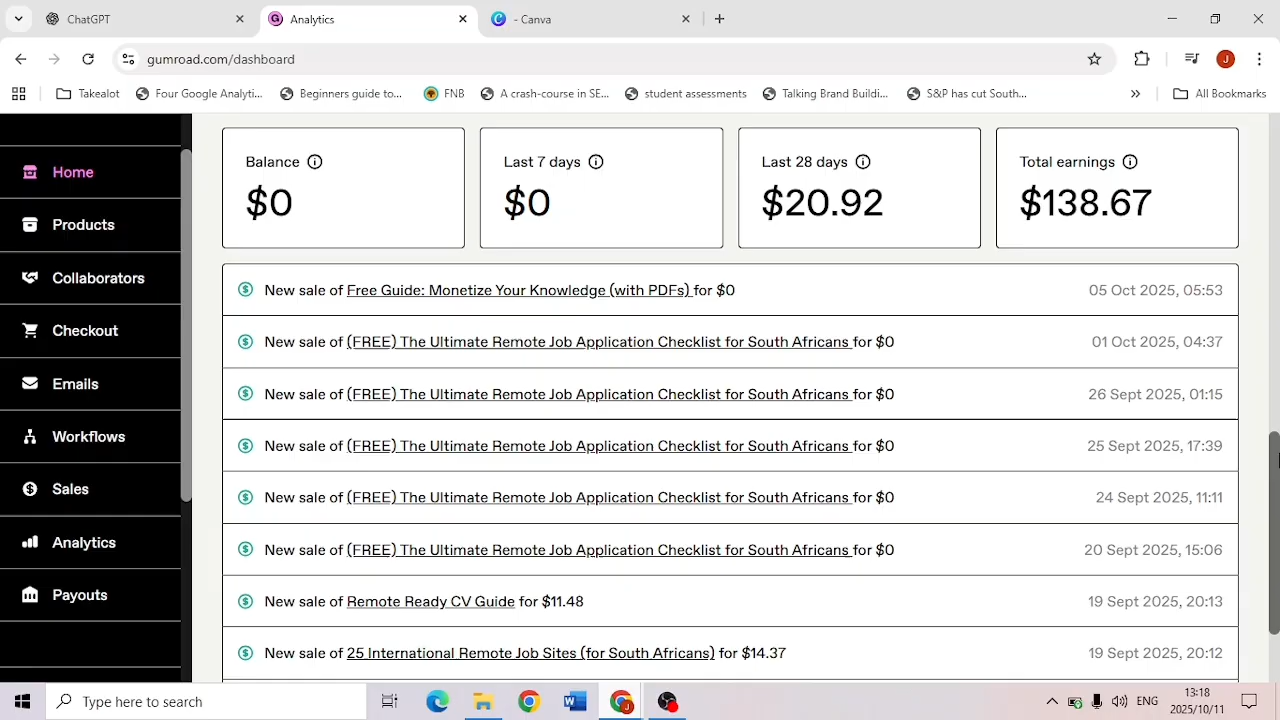 ChatGPT
Analytics
- Canva
gumroad.com/dashboard
J
Takealot
Four Google Analyti...
Beginners guide to...
FNB
A crash-course in SE...
student assessments
Talking Brand Buildi...
S&P has cut South...
All Bookmarks
Home
Products
Collaborators
Checkout
Emails
Workflows
Sales
Analytics
Payouts
Balance
$0
Last 7 days
$0
Last 28 days
$20.92
Total earnings
$138.67
New sale of Free Guide: Monetize Your Knowledge (with PDFs) for $0 05 Oct 2025, 05:53
New sale of (FREE) The Ultimate Remote Job Application Checklist for South Africans for $0 01 Oct 2025, 04:37
New sale of (FREE) The Ultimate Remote Job Application Checklist for South Africans for $0 26 Sept 2025, 01:15
New sale of (FREE) The Ultimate Remote Job Application Checklist for South Africans for $0 25 Sept 2025, 17:39
New sale of (FREE) The Ultimate Remote Job Application Checklist for South Africans for $0 24 Sept 2025, 11:11
New sale of (FREE) The Ultimate Remote Job Application Checklist for South Africans for $0 20 Sept 2025, 15:06
New sale of Remote Ready CV Guide for $11.48 19 Sept 2025, 20:13
New sale of 25 International Remote Job Sites (for South Africans) for $14.37 19 Sept 2025, 20:12
Type here to search
ENG
13:18
2025/10/11